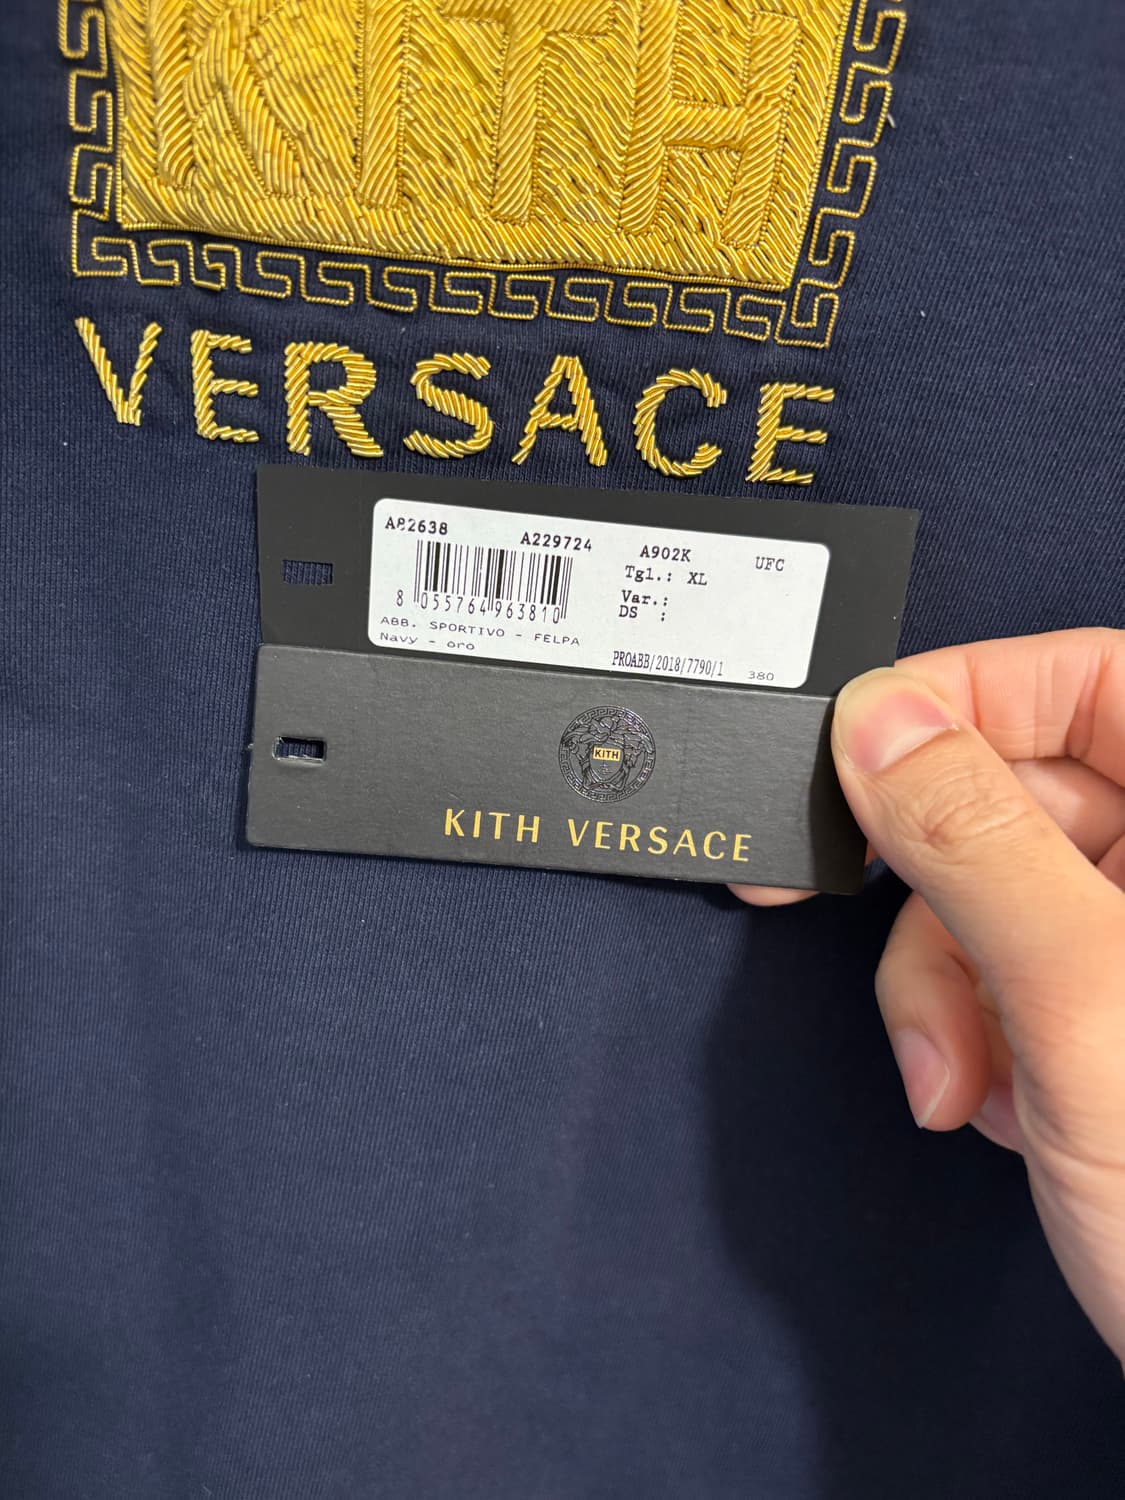 KITH
VERSACE
A82638 A229724 A902K UFC
Tgl.: XL
Var.:
DS :
8 055764 963810
ABB. SPORTIVO - FELPA
Navy - oro
PROABB/2018/7790/1 380
KITH
KITH VERSACE